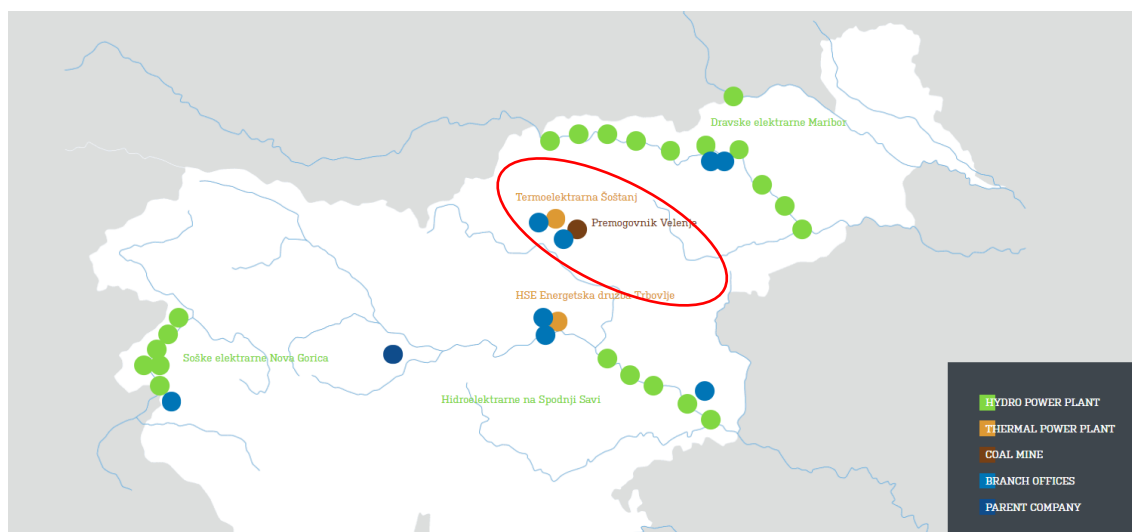 Dravske elektrarne Maribor
Termoelektrarna Šoštanj
Premogovnik Velenje
HSE Energetska družba Trbovlje
Soške elektrarne Nova Gorica
Hidroelektrarne na Spodnji Savi
HYDRO POWER PLANT
THERMAL POWER PLANT
COAL MINE
BRANCH OFFICES
PARENT COMPANY